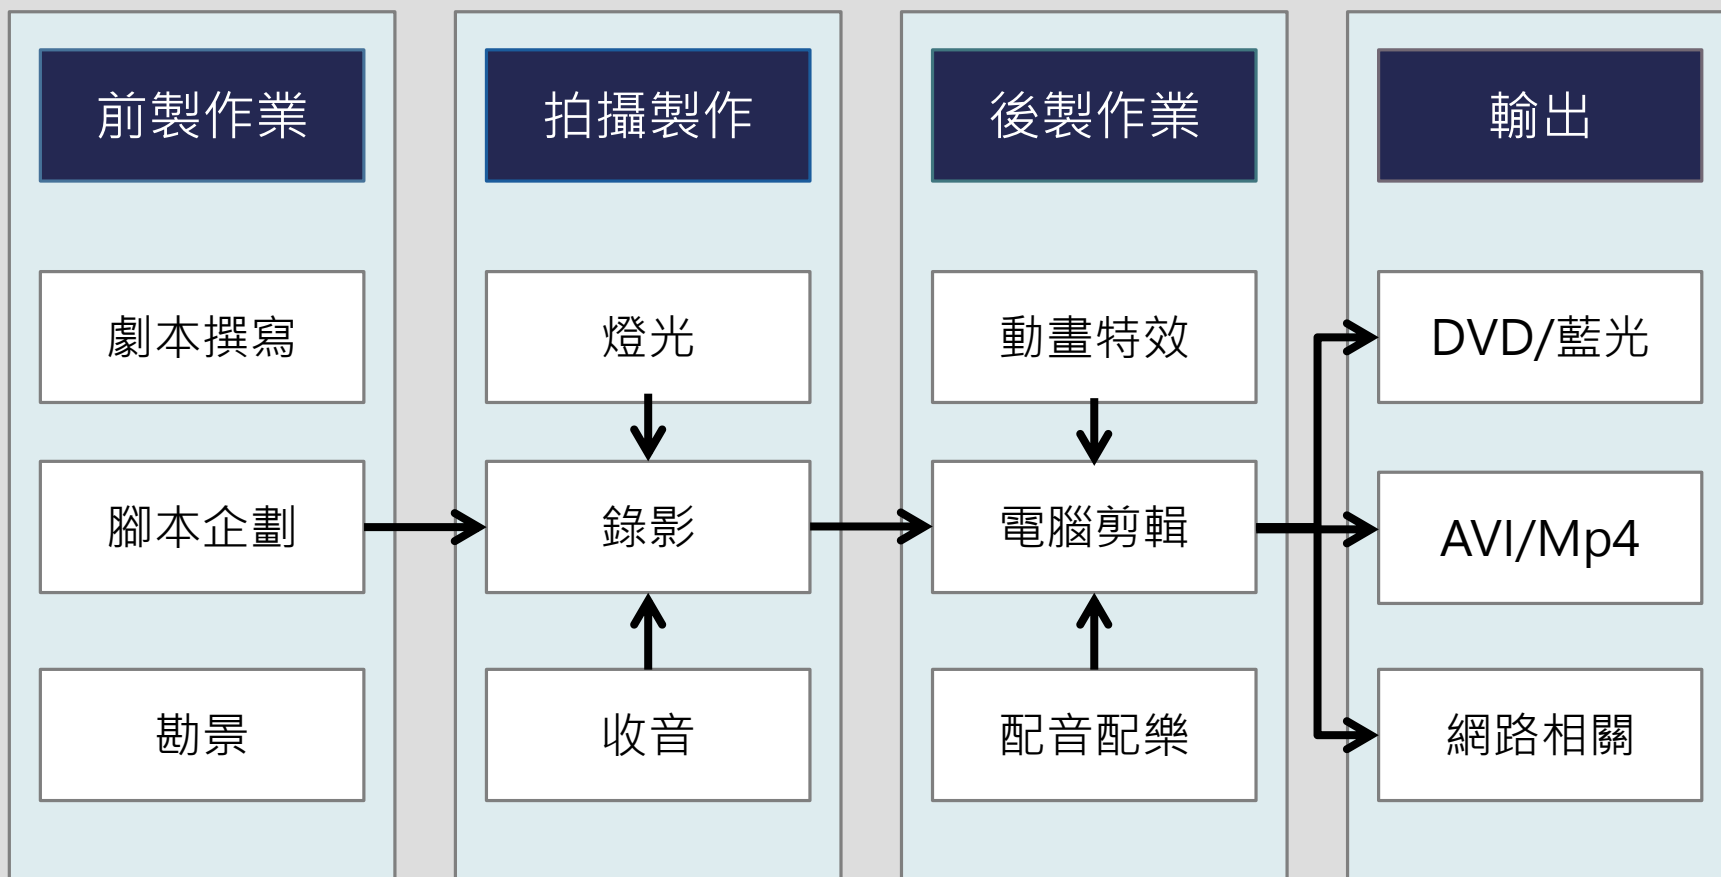 前製作業
劇本撰寫
腳本企劃
勘景
拍攝製作
燈光
錄影
收音
後製作業
動畫特效
電腦剪輯
配音配樂
輸出
DVD/藍光
AVI/Mp4
網路相關